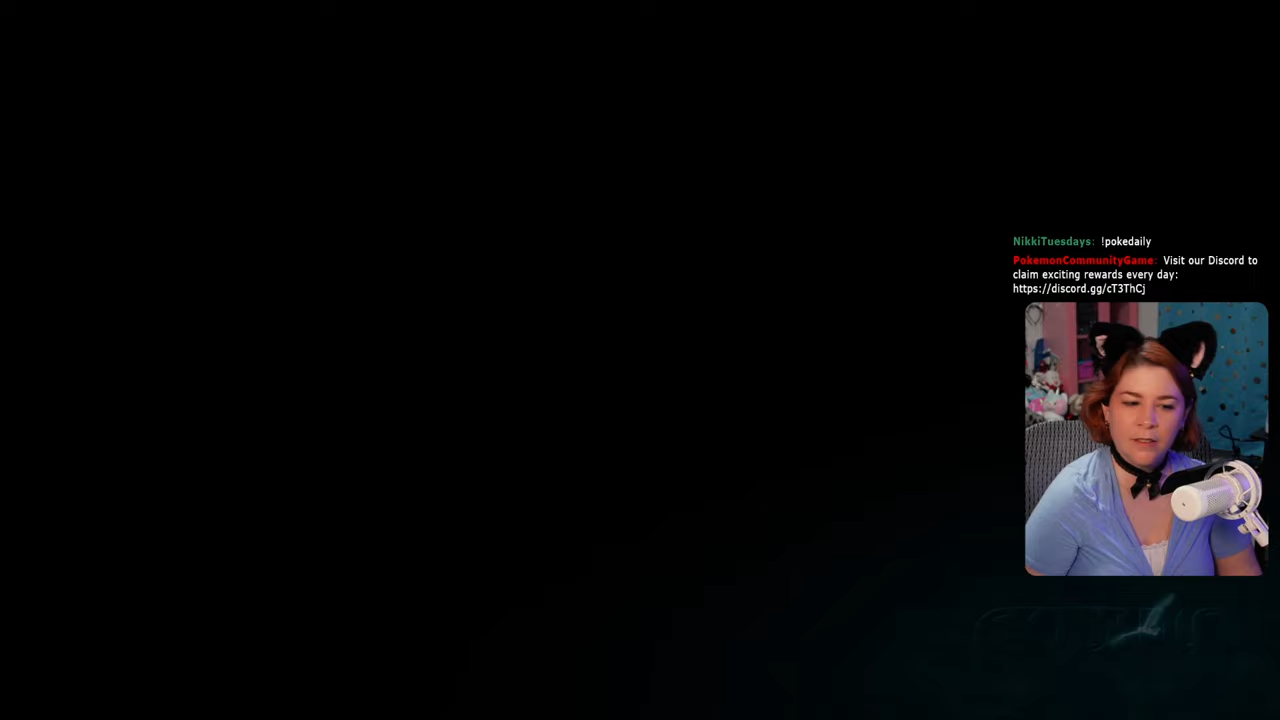 NikkiTuesdays: !pokedaily
PokemonCommunityGame: Visit our Discord to
claim exciting rewards every day:
https://discord.gg/cT3ThCj